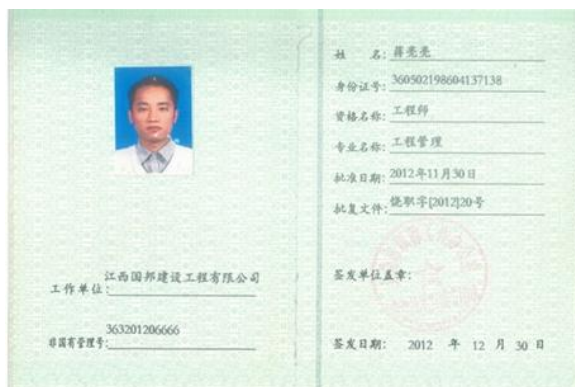 工作单位:江西国邦建设工程有限公司
非国有管理号:363201206666
姓 名:蒋亮亮
身份证号:360502198604137138
资格名称:工程师
专业名称:工程管理
批准日期:2012年11月30日
批复文件:饶职字[2012]20号
签发单位盖章:
签发日期: 2012 年 12 月 30 日